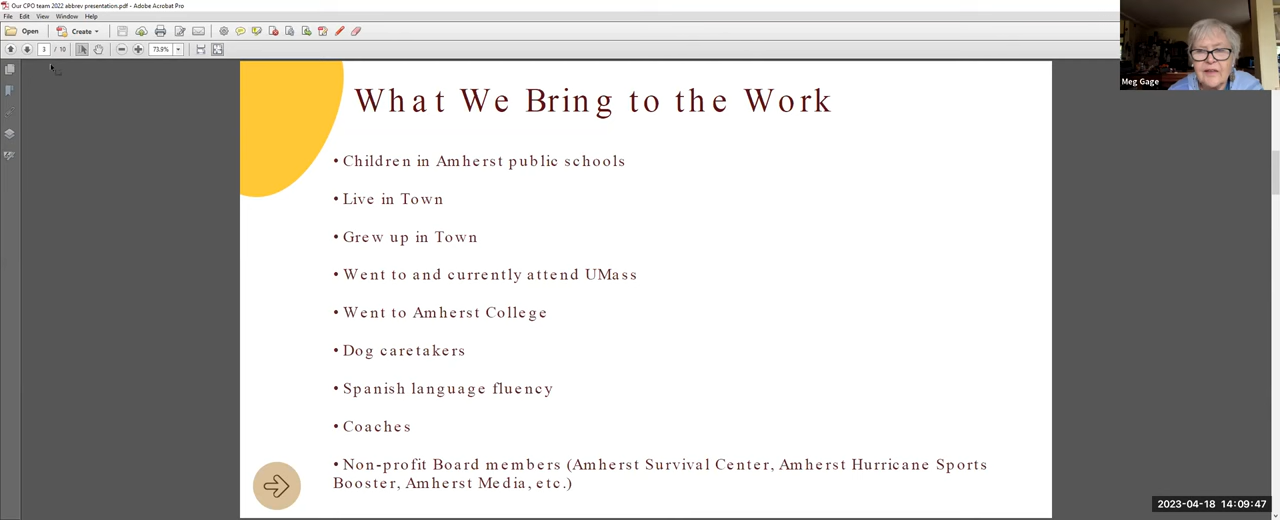 Our CPO team 2022 abbrev presentation.pdf - Adobe Acrobat Pro
File Edit View Window Help
Open Create
3 / 10 73.9%
What We Bring to the Work
• Children in Amherst public schools
• Live in Town
• Grew up in Town
• Went to and currently attend UMass
• Went to Amherst College
• Dog caretakers
• Spanish language fluency
• Coaches
• Non-profit Board members (Amherst Survival Center, Amherst Hurricane Sports
Booster, Amherst Media, etc.)
Meg Gage
2023-04-18 14:09:47